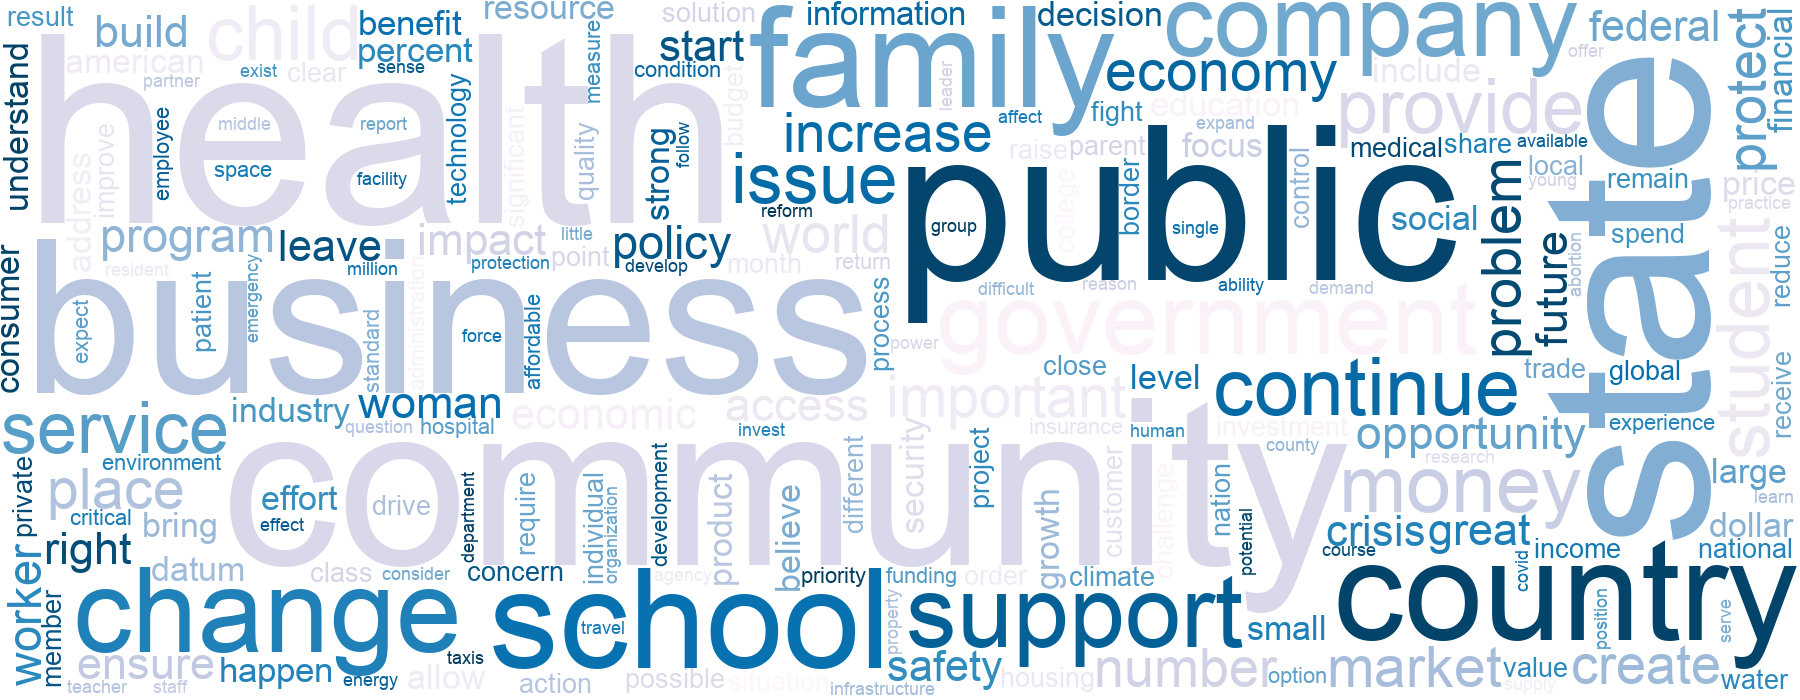 result
build
child
benefit
percent
resource
solution
information
decision
company
federal
protect
financial
american
partner
exist
clear
sense
start
condition
family
economy
include
offer
understand
health
technology
measure
budget
leader
affect
fight
education
expand
provide
state
employee
middle
report
significant
quality
strong
follow
increase
raise
parent
focus
control
medical
share
available
address
improve
space
facility
issue
public
border
local
young
remain
price
practice
program
leave
impact
little
policy
reform
world
group
single
social
problem
future
abortion
spend
student
reduce
resident
million
protection
point
develop
month
return
difficult
reason
ability
demand
consumer
business
expect
patient
emergency
standard
administration
force
affordable
process
power
government
college
close
level
trade
global
receive
service
industry
woman
question
hospital
economic
access
important
insurance
continue
human
investment
county
opportunity
experience
environment
invest
community
research
large
learn
private
place
critical
bring
effort
effect
drive
department
require
individual
organization
development
product
believe
different
security
project
growth
customer
challenge
nation
potential
money
crisis
great
course
income
covid
dollar
national
worker
member
right
datum
class
consider
concern
agency
priority
funding
order
climate
country
change
school
travel
support
small
position
serve
ensure
happen
taxis
energy
allow
teacher
staff
action
possible
situation
property
safety
infrastructure
housing
number
option
market
value
supply
create
water